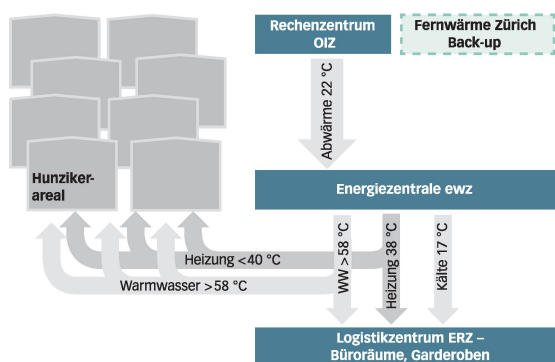 Rechenzentrum
OIZ
Fernwärme Zürich
Back-up
Abwärme 22 °C
Hunziker-
areal
Energiezentrale ewz
Heizung <40 °C
Warmwasser >58 °C
WW >58 °C
Heizung 38 °C
Kälte 17 °C
Logistikzentrum ERZ –
Büroräume, Garderoben